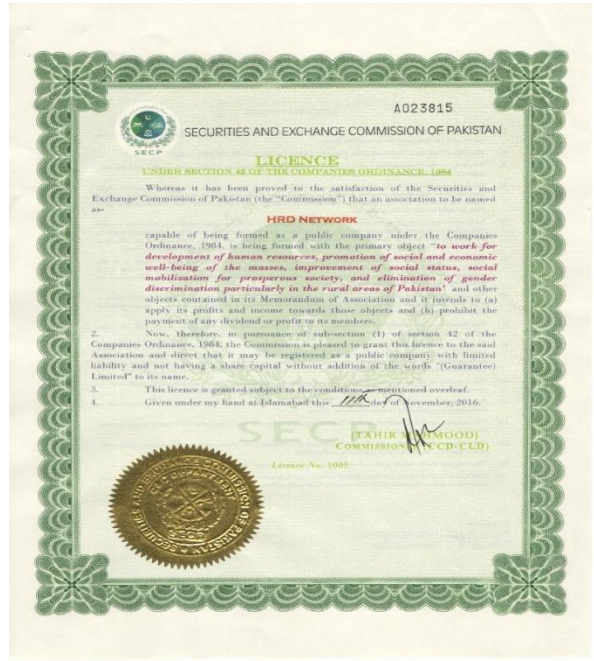 A023815
SECP
SECURITIES AND EXCHANGE COMMISSION OF PAKISTAN
LICENCE
UNDER SECTION 42 OF THE COMPANIES ORDINANCE, 1984
Whereas it has been proved to the satisfaction of the Securities and
Exchange Commission of Pakistan (the "Commission") that an association to be named
as-
HRD NETWORK
capable of being formed as a public company under the Companies
Ordinance, 1984, is being formed with the primary object "to work for
development of human resources, promotion of social and economic
well-being of the masses, improvement of social status, social
mobilization for prosperous society, and elimination of gender
discrimination particularly in the rural areas of Pakistan' and other
objects contained in its Memorandum of Association and it intends to (a)
apply its profits and income towards those objects and (b) prohibit the
payment of any dividend or profit to its members.
2. Now, therefore, in pursuance of sub-section (1) of section 42 of the
Companies Ordinance, 1984, the Commission is pleased to grant this licence to the said
Association and direct that it may be registered as a public company with limited
liability and not having a share capital without addition of the words "(Guarantee)
Limited" to its name.
3. This licence is granted subject to the conditions mentioned overleaf.
4. Given under my hand at Islamabad this 11th day of November, 2016.
SECP
(TAHIR MAHMOOD)
COMMISSIONER (CCD-CLD)
Licence No. 1005
SECURITIES AND EXCHANGE COMMISSION OF PAKISTAN
DEPARTMENT
SECP